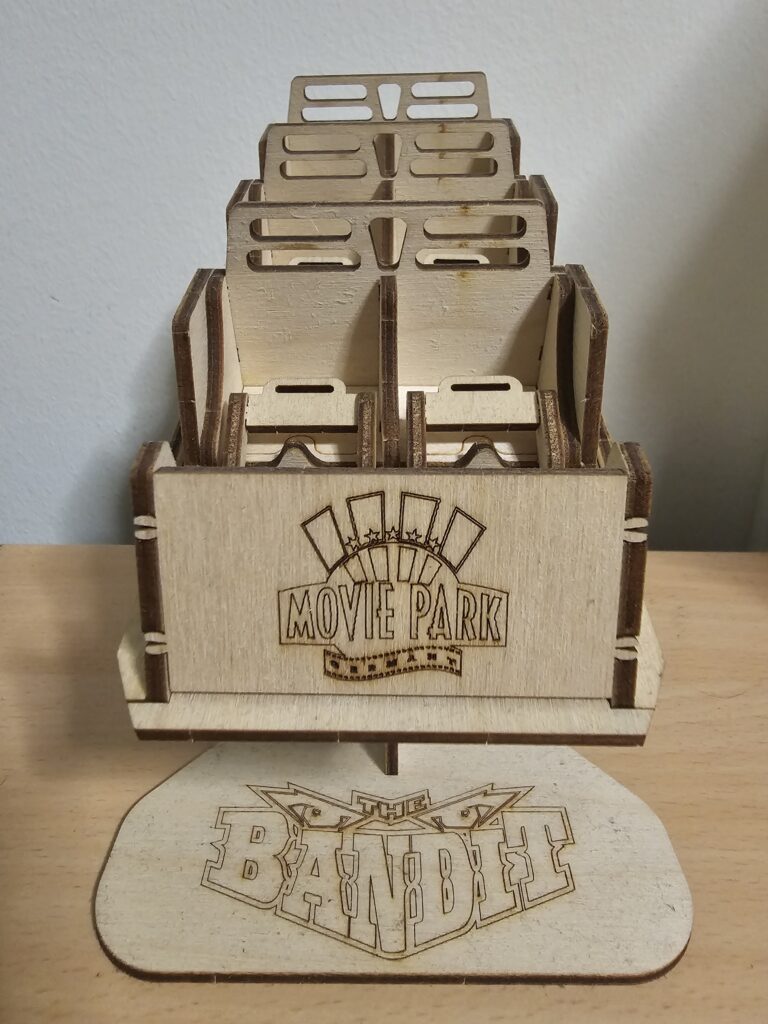 MOVIE PARK
GERMANY
THE
BANDIT